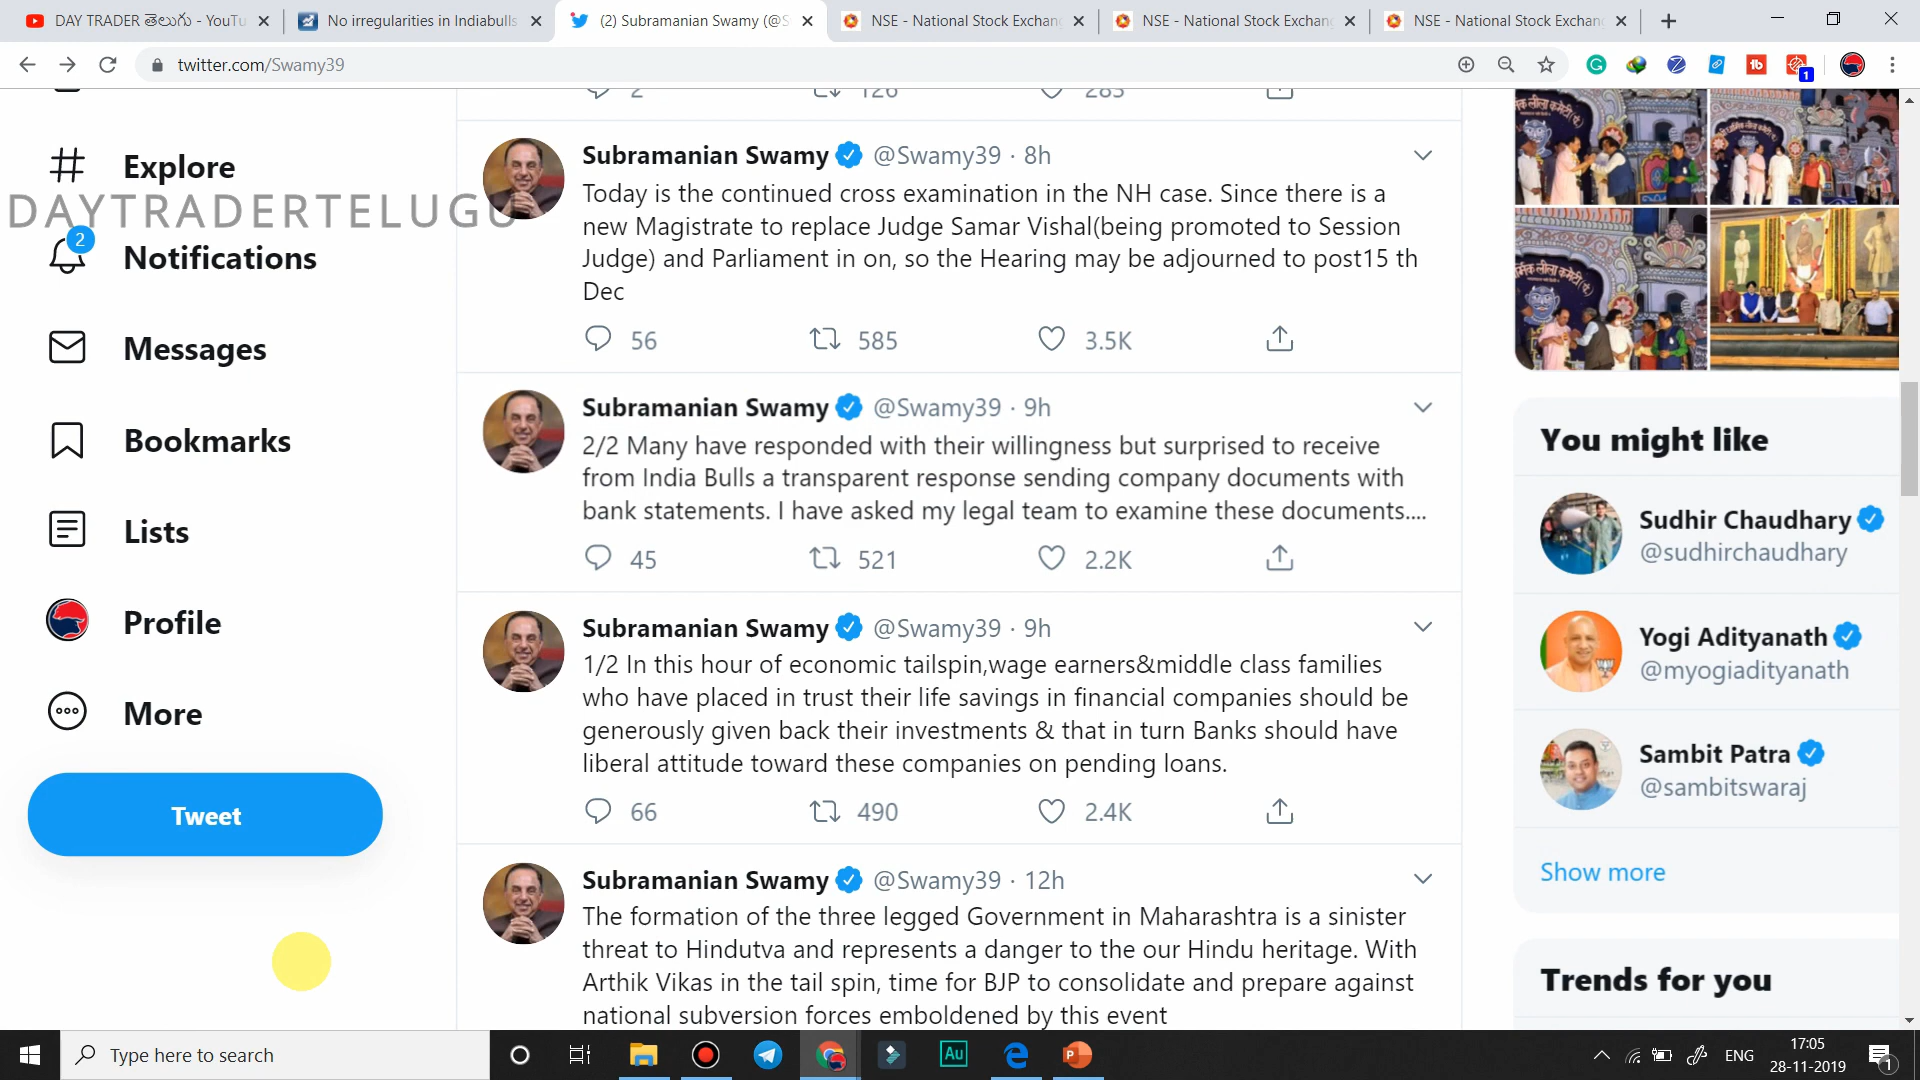 DAY TRADER తెలుగు - YouTu
No irregularities in Indiabulls
(2) Subramanian Swamy (@S
NSE - National Stock Exchang
NSE - National Stock Exchang
NSE - National Stock Exchang
twitter.com/Swamy39
1
2 126 283
Explore
DAYTRADERTELUGU
2
Notifications
Messages
Bookmarks
Lists
Profile
More
Tweet
Subramanian Swamy @Swamy39 · 8h
Today is the continued cross examination in the NH case. Since there is a
new Magistrate to replace Judge Samar Vishal(being promoted to Session
Judge) and Parliament in on, so the Hearing may be adjourned to post15 th
Dec
56 585 3.5K
Subramanian Swamy @Swamy39 · 9h
2/2 Many have responded with their willingness but surprised to receive
from India Bulls a transparent response sending company documents with
bank statements. I have asked my legal team to examine these documents....
45 521 2.2K
Subramanian Swamy @Swamy39 · 9h
1/2 In this hour of economic tailspin,wage earners&middle class families
who have placed in trust their life savings in financial companies should be
generously given back their investments & that in turn Banks should have
liberal attitude toward these companies on pending loans.
66 490 2.4K
Subramanian Swamy @Swamy39 · 12h
The formation of the three legged Government in Maharashtra is a sinister
threat to Hindutva and represents a danger to the our Hindu heritage. With
Arthik Vikas in the tail spin, time for BJP to consolidate and prepare against
national subversion forces emboldened by this event
You might like
Sudhir Chaudhary
@sudhirchaudhary
Yogi Adityanath
@myogiadityanath
Sambit Patra
@sambitswaraj
Show more
Trends for you
Type here to search
Au
ENG
17:05
28-11-2019
1